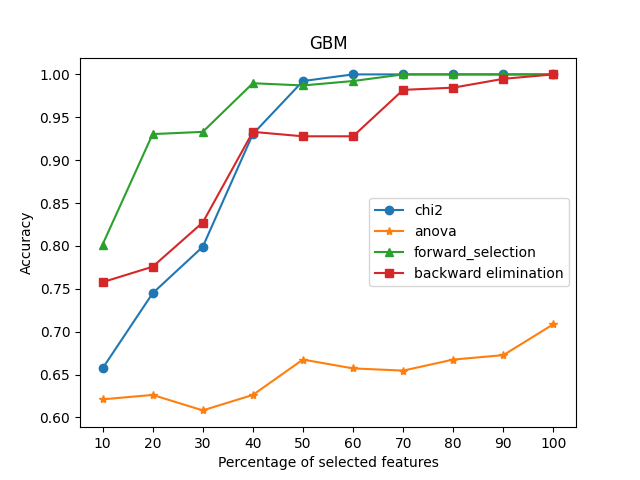 GBM
1.00
0.95
0.90
0.85
0.80
0.75
0.70
0.65
0.60
Accuracy
chi2
anova
forward_selection
backward elimination
10 20 30 40 50 60 70 80 90 100
Percentage of selected features